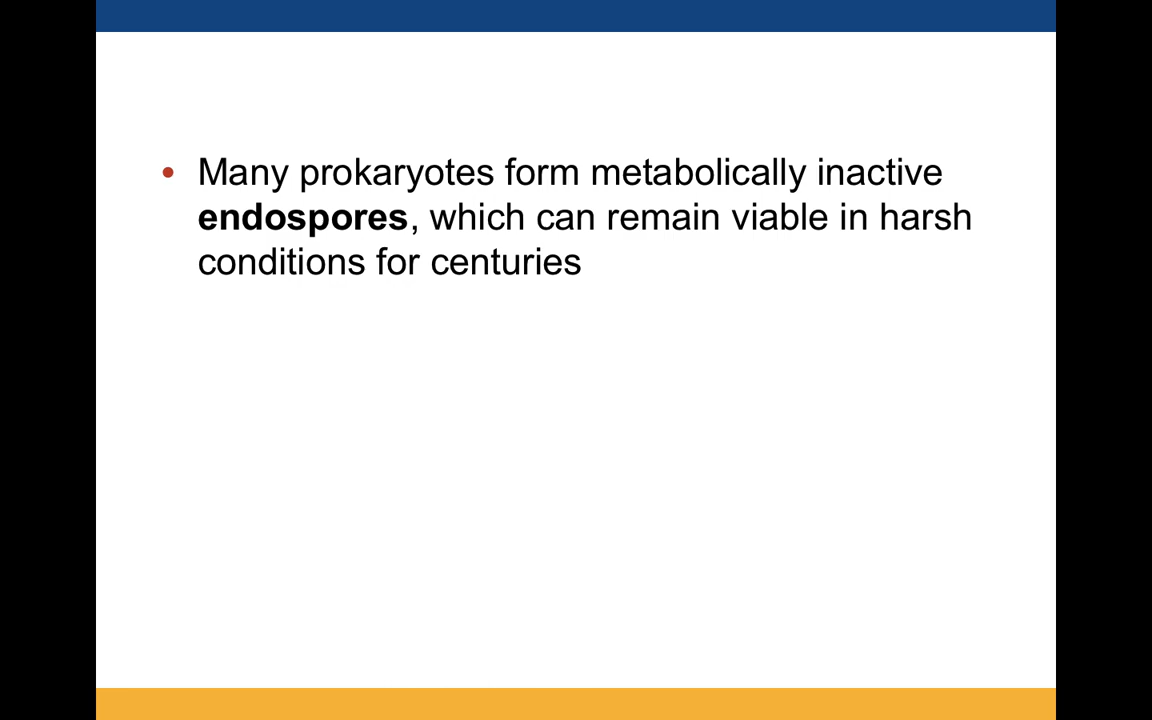 • Many prokaryotes form metabolically inactive
endospores, which can remain viable in harsh
conditions for centuries